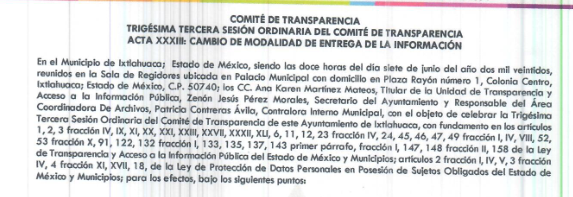 COMITÉ DE TRANSPARENCIA
TRIGÉSIMA TERCERA SESIÓN ORDINARIA DEL COMITÉ DE TRANSPARENCIA
ACTA XXXIII: CAMBIO DE MODALIDAD DE ENTREGA DE LA INFORMACIÓN
En el Municipio de Ixtlahuaca; Estado de México, siendo las doce horas del día siete de junio del año dos mil veintidos,
reunidos en la Sala de Regidores ubicada en Palacio Municipal con domicilio en Plaza Rayón número 1, Colonia Centro,
Ixtlahuaca; Estado de México, C.P. 50740; los CC. Ana Karen Martínez Mateos, Titular de la Unidad de Transparencia y
Acceso a la Información Pública, Zenón Jesús Pérez Morales, Secretario del Ayuntamiento y Responsable del Área
Coordinadora De Archivos, Patricia Contreras Ávila, Contralora Interno Municipal, con el objeto de celebrar la Trigésima
Tercera Sesión Ordinaria del Comité de Transparencia de este Ayuntamiento de Ixtlahuaca, con fundamento en los artículos
1, 2, 3 fracción IV, IX, XI, XX, XXI, XXIII, XXVII, XXXII, XLI, 6, 11, 12, 23 fracción IV, 24, 45, 46, 47, 49 fracción I, IV, VIII, 52,
53 fracción X, 91, 122, 132 fracción I, 133, 135, 137, 143 primer párrafo, fracción I, 147, 148 fracción II, 158 de la Ley
de Transparencia y Acceso a la Información Pública del Estado de México y Municipios; artículos 2 fracción I, IV, V, 3 fracción
IV, 4 fracción XI, XVII, 18, de la Ley de Protección de Datos Personales en Posesión de Sujetos Obligados del Estado de
México y Municipios; para los efectos, bajo los siguientes puntos: